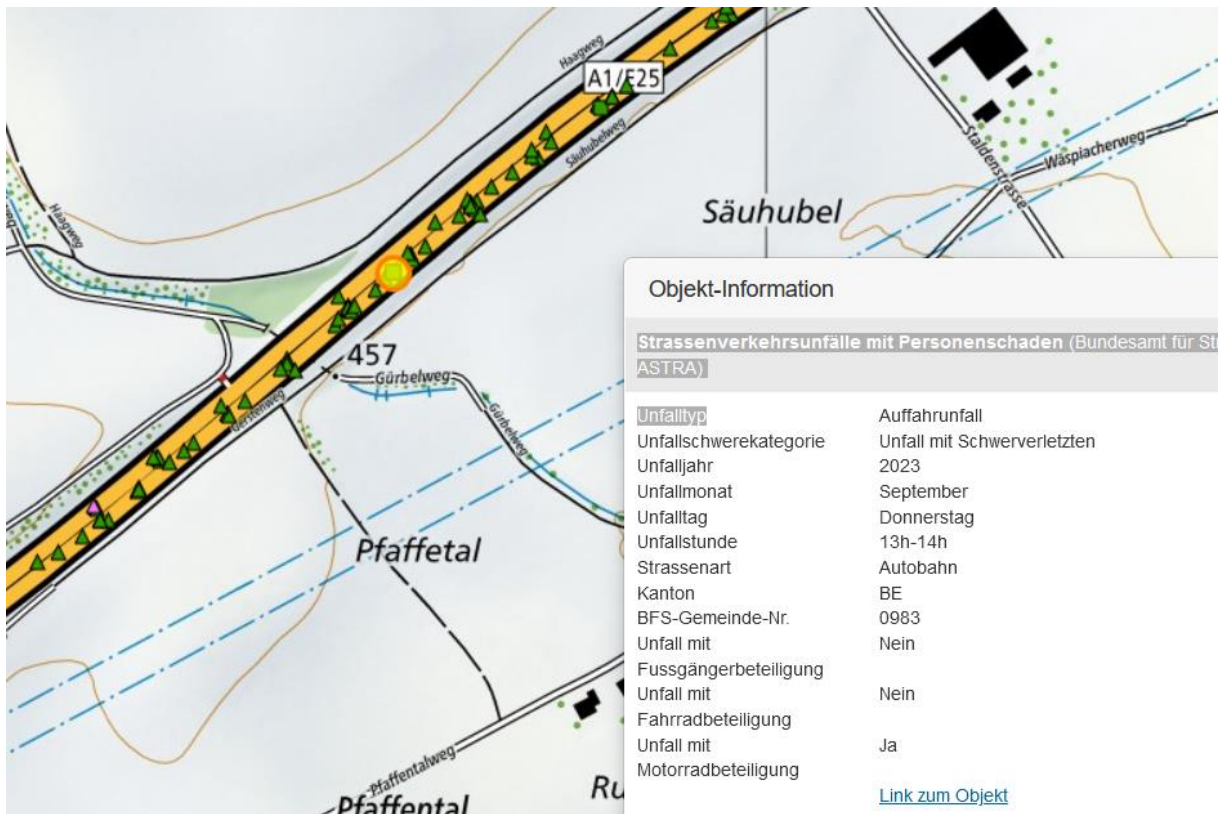 Haagweg
A1/E25
Säuhubelweg
Staldenstrasse
Wäspiacherweg
Haagweg
Säuhubel
457
Gürbelweg
Gerstenweg
Gürbelweg
Pfaffetal
Pfaffentalweg
Pfaffental
Objekt-Information
Strassenverkehrsunfälle mit Personenschaden (Bundesamt für
ASTRA)
Unfalltyp Auffahrunfall
Unfallschwerekategorie Unfall mit Schwerverletzten
Unfalljahr 2023
Unfallmonat September
Unfalltag Donnerstag
Unfallstunde 13h-14h
Strassenart Autobahn
Kanton BE
BFS-Gemeinde-Nr. 0983
Unfall mit Nein
Fussgängerbeteiligung
Unfall mit Nein
Fahrradbeteiligung
Unfall mit Ja
Motorradbeteiligung
Link zum Objekt